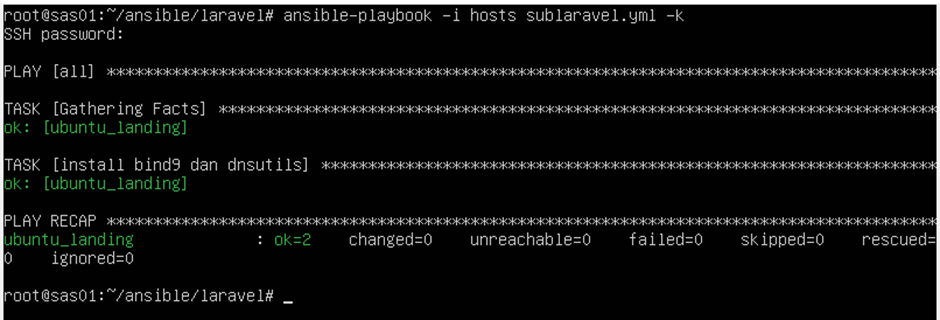 root@sas01:~/ansible/laravel# ansible-playbook -i hosts sublaravel.yml -k
SSH password:
PLAY [all] *********************************************************************************************
TASK [Gathering Facts] *******************************************************************************
ok: [ubuntu_landing]
TASK [install bind9 dan dnsutils] ******************************************************************
ok: [ubuntu_landing]
PLAY RECAP *********************************************************************************************
ubuntu_landing : ok=2 changed=0 unreachable=0 failed=0 skipped=0 rescued=
0 ignored=0
root@sas01:~/ansible/laravel# _